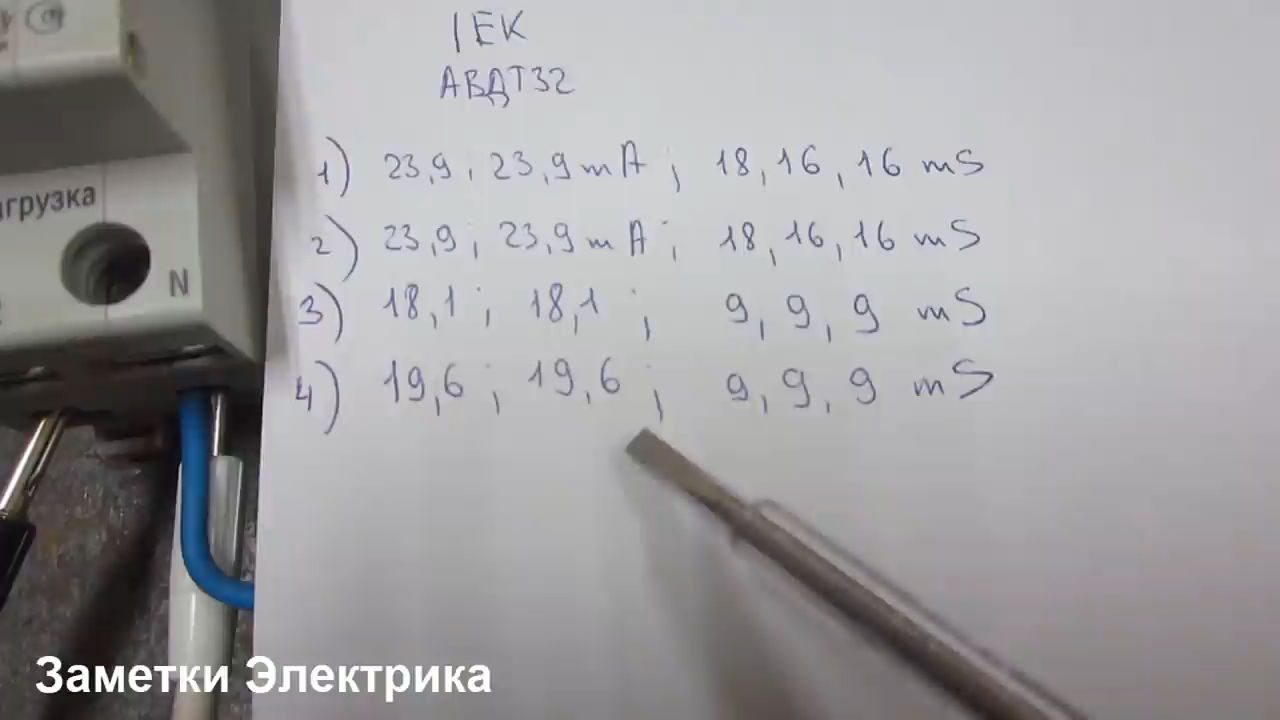 IEK
АВДТ32
1) 23,9; 23,9 mA; 18, 16, 16 mS
2) 23,9; 23,9 mA; 18, 16, 16 mS
3) 18,1; 18,1; 9, 9, 9 mS
4) 19,6; 19,6; 9, 9, 9 mS
агрузка
N
Заметки Электрика